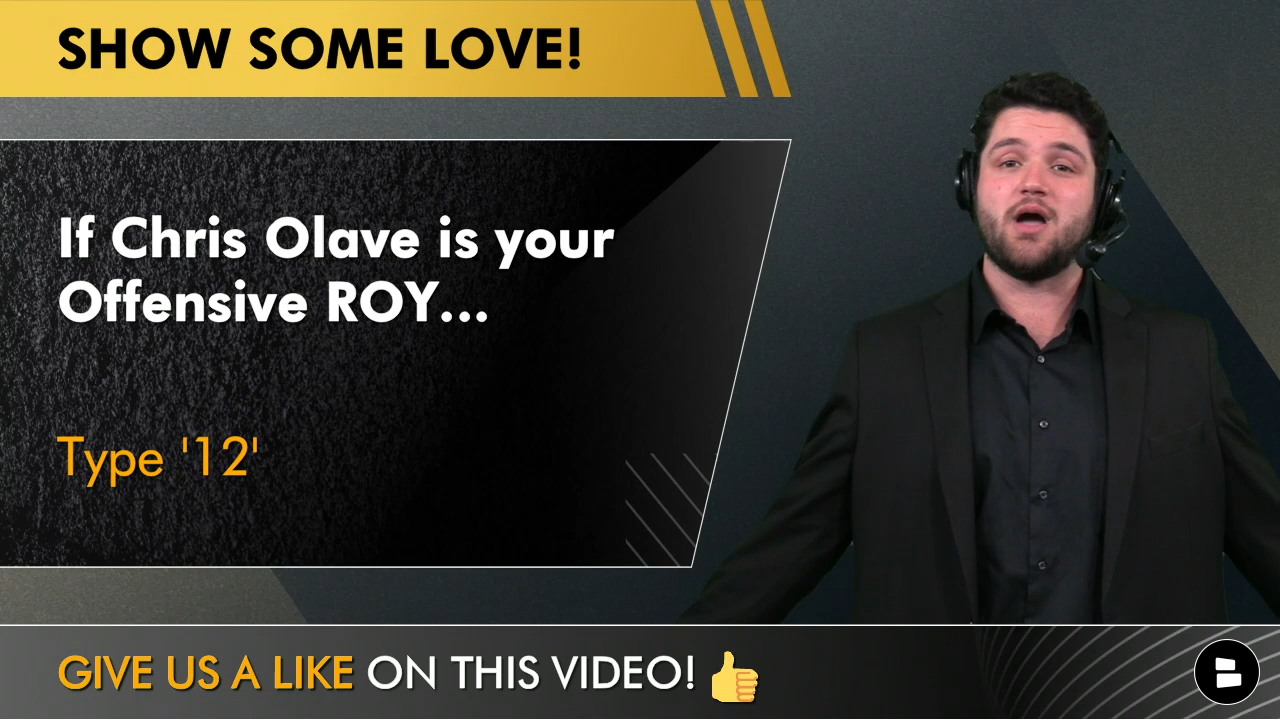 SHOW SOME LOVE!
If Chris Olave is your
Offensive ROY...
Type '12'
GIVE US A LIKE ON THIS VIDEO!